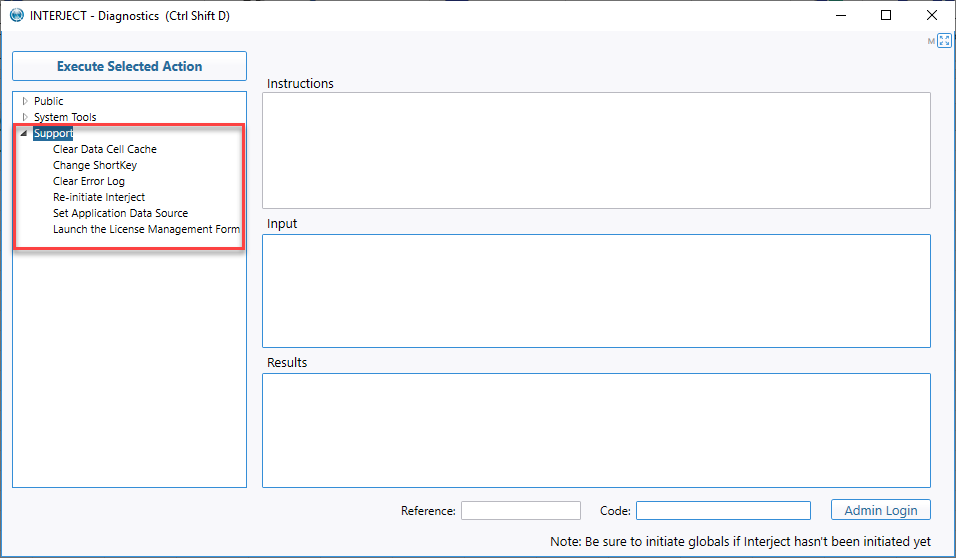 INTERJECT - Diagnostics (Ctrl Shift D)
M
Execute Selected Action
Public
System Tools
Support
Clear Data Cell Cache
Change ShortKey
Clear Error Log
Re-initiate Interject
Set Application Data Source
Launch the License Management Form
Instructions
Input
Results
Reference:
Code:
Admin Login
Note: Be sure to initiate globals if Interject hasn't been initiated yet